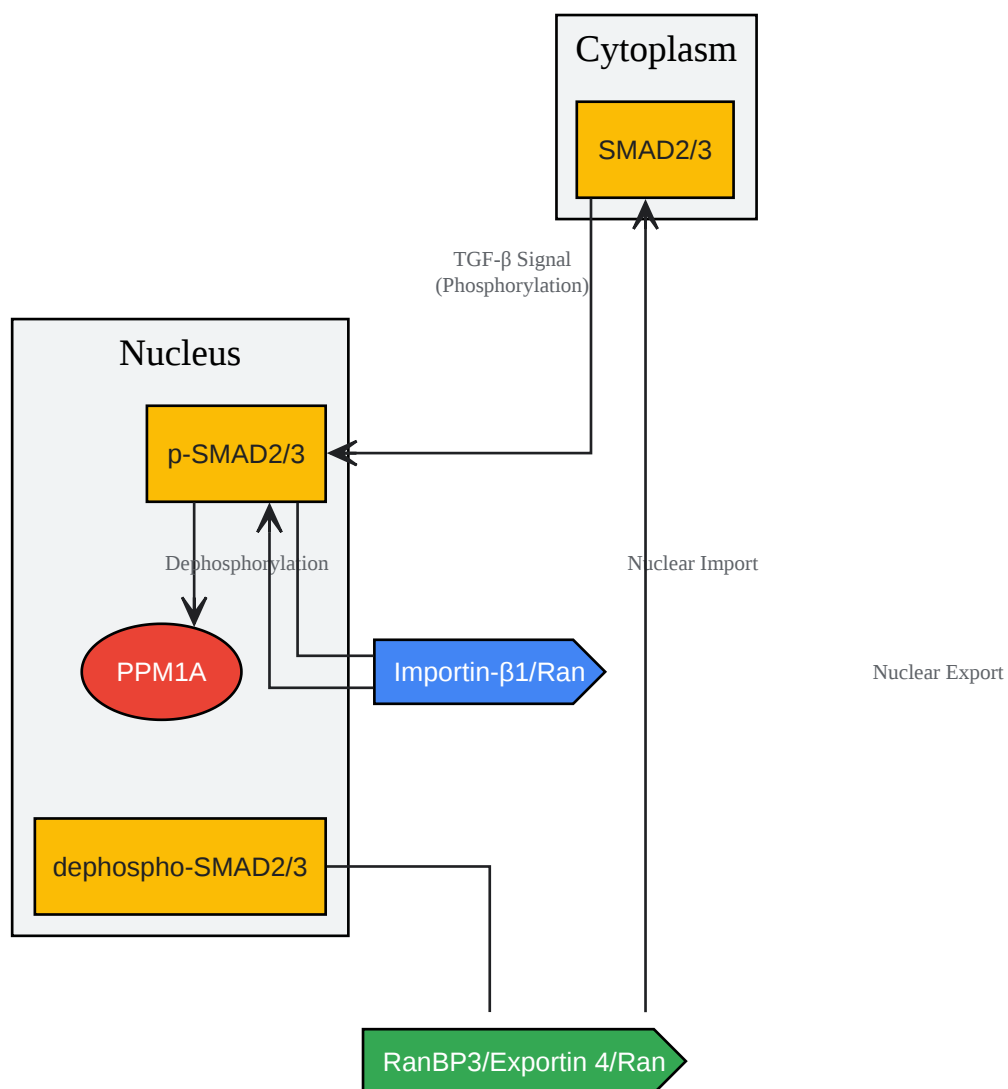 Cytoplasm
SMAD2/3
TGF-β Signal
(Phosphorylation)
Nucleus
p-SMAD2/3
Dephosphorylation
Nuclear Import
PPM1A
Importin-β1/Ran
Nuclear Export
dephospho-SMAD2/3
RanBP3/Exportin 4/Ran